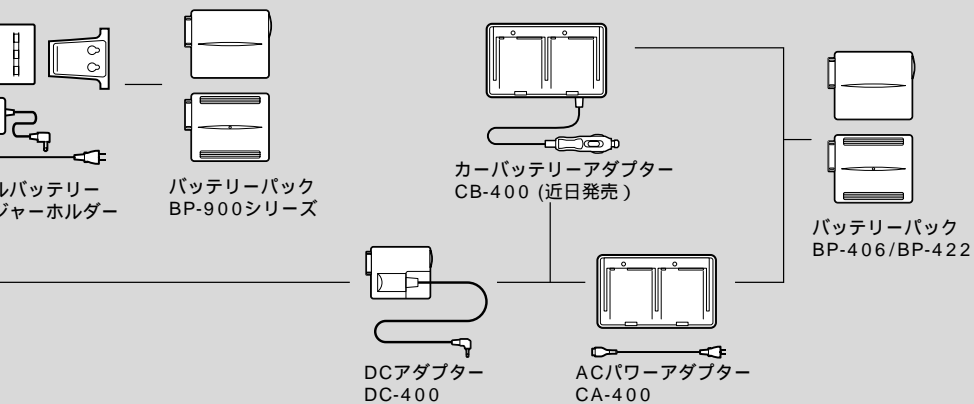 ルバッテリー
ジャーホルダー
バッテリーパック
BP-900シリーズ
カーバッテリーアダプター
CB-400 (近日発売)
バッテリーパック
BP-406/BP-422
DCアダプター
DC-400
ACパワーアダプター
CA-400